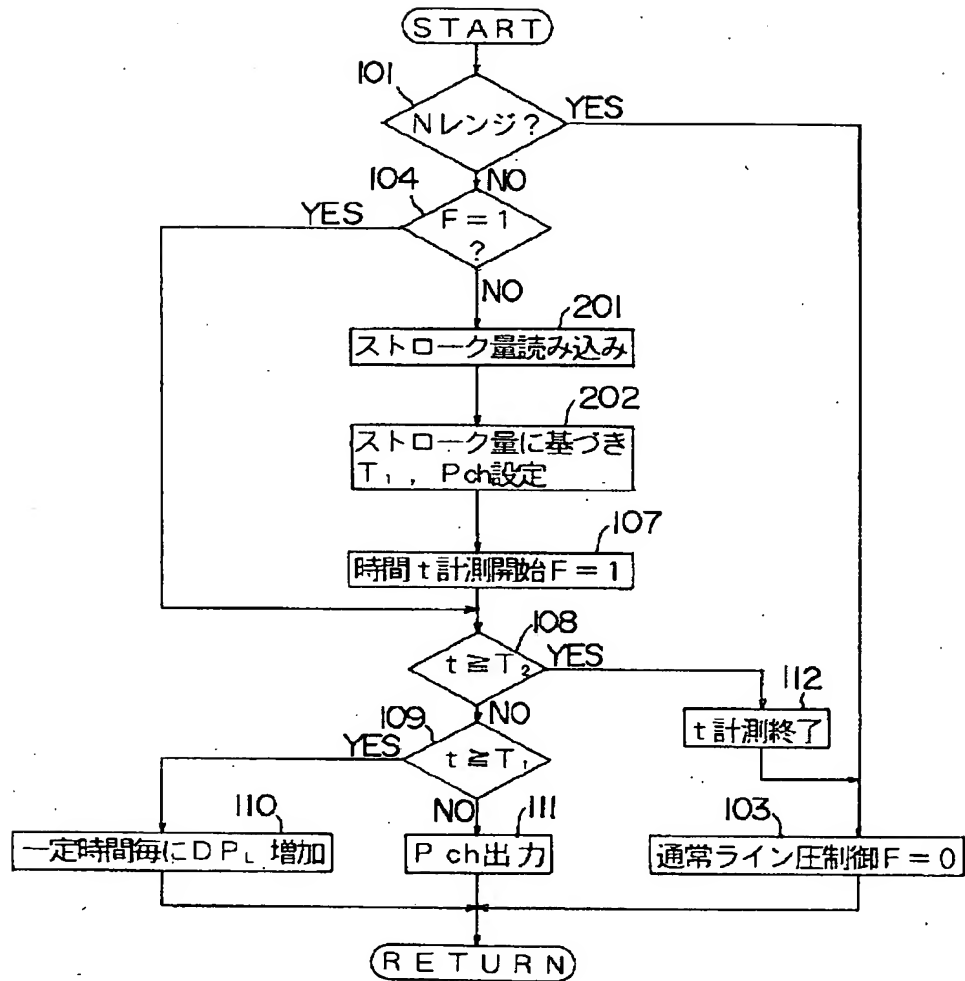 START
101
Nレンジ?
YES
NO
104
YES
F=1
?
NO
201
ストローク量読み込み
202
ストローク量に基づき
T₁, Pch設定
107
時間t計測開始F=1
108
t≧T₂
YES
NO
112
t計測終了
109
YES
t≧T₁
NO
110
一定時間毎にDPL増加
111
Pch出力
103
通常ライン圧制御F=0
RETURN